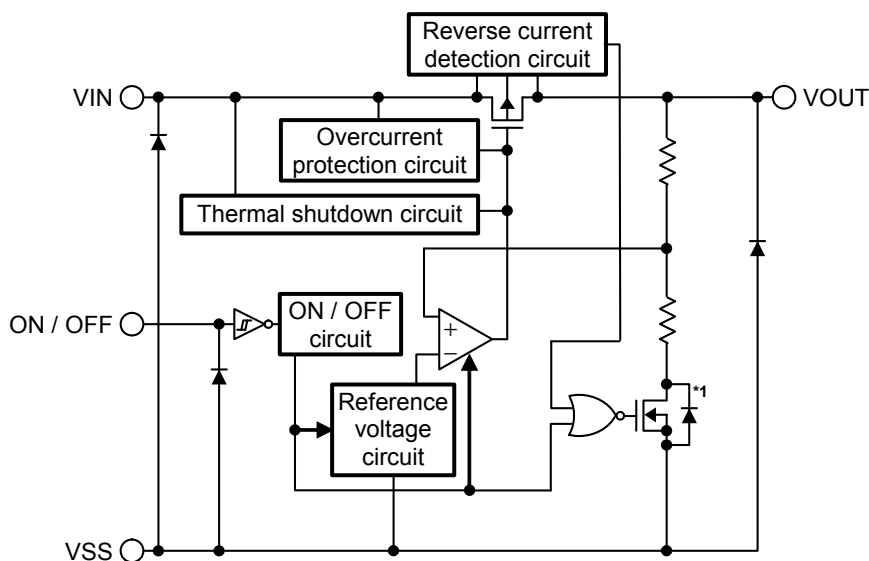 Reverse current
detection circuit
VIN
VOUT
Overcurrent
protection circuit
Thermal shutdown circuit
ON / OFF
ON / OFF
circuit
+
−
*1
Reference
voltage
circuit
VSS